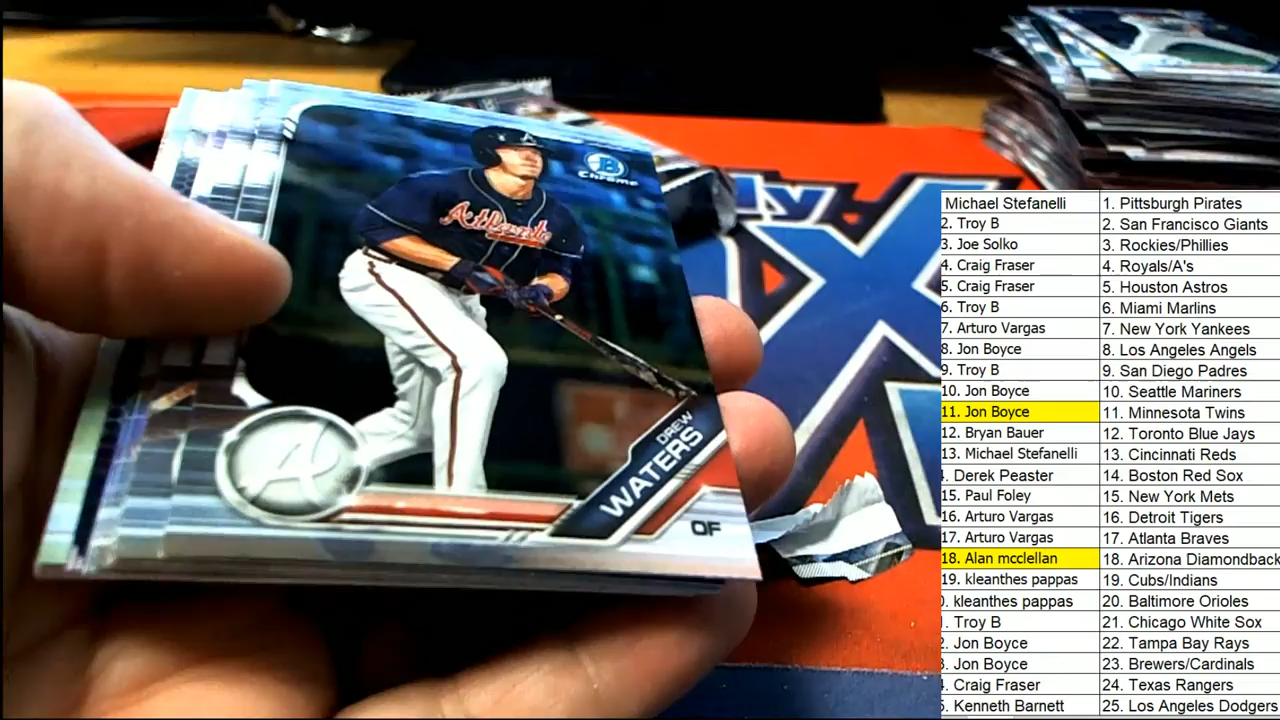 B
Chrome
Atlanta
A
DREW
WATERS
OF
ly
Michael Stefanelli 1. Pittsburgh Pirates
2. Troy B 2. San Francisco Giants
3. Joe Solko 3. Rockies/Phillies
4. Craig Fraser 4. Royals/A's
5. Craig Fraser 5. Houston Astros
6. Troy B 6. Miami Marlins
7. Arturo Vargas 7. New York Yankees
8. Jon Boyce 8. Los Angeles Angels
9. Troy B 9. San Diego Padres
10. Jon Boyce 10. Seattle Mariners
11. Jon Boyce 11. Minnesota Twins
12. Bryan Bauer 12. Toronto Blue Jays
13. Michael Stefanelli 13. Cincinnati Reds
4. Derek Peaster 14. Boston Red Sox
15. Paul Foley 15. New York Mets
16. Arturo Vargas 16. Detroit Tigers
17. Arturo Vargas 17. Atlanta Braves
18. Alan mcclellan 18. Arizona Diamondback
19. kleanthes pappas 19. Cubs/Indians
0. kleanthes pappas 20. Baltimore Orioles
1. Troy B 21. Chicago White Sox
2. Jon Boyce 22. Tampa Bay Rays
3. Jon Boyce 23. Brewers/Cardinals
4. Craig Fraser 24. Texas Rangers
5. Kenneth Barnett 25. Los Angeles Dodgers